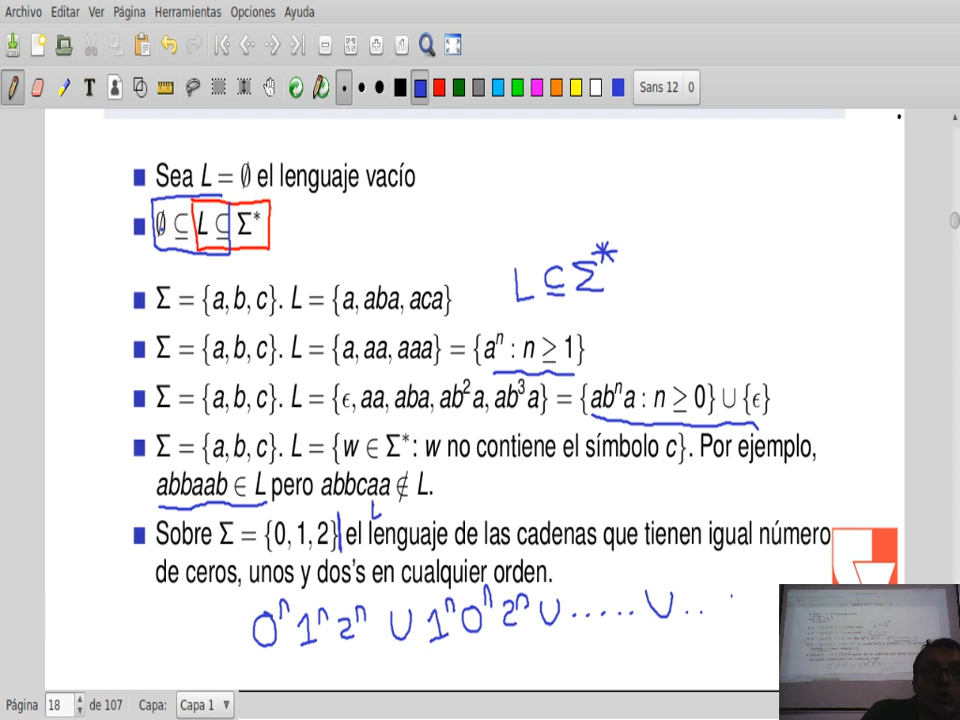 Archivo Editar Ver Página Herramientas Opciones Ayuda
T Sans 12 0
Sea L = ∅ el lenguaje vacío
∅ ⊆ L ⊆ Σ*
L ⊆ Σ*
Σ = {a, b, c}. L = {a, aba, aca}
Σ = {a, b, c}. L = {a, aa, aaa} = {aⁿ : n ≥ 1}
Σ = {a, b, c}. L = {ϵ, aa, aba, ab²a, ab³a} = {abⁿa : n ≥ 0} ∪ {ϵ}
Σ = {a, b, c}. L = {w ∈ Σ*: w no contiene el símbolo c}. Por ejemplo,
abbaab ∈ L pero abbcaa ∉ L.
L
Sobre Σ = {0, 1, 2} el lenguaje de las cadenas que tienen igual número
de ceros, unos y dos's en cualquier orden.
0ⁿ1ⁿ2ⁿ ∪ 1ⁿ0ⁿ2ⁿ ∪ ..... ∪ ...
Página 18 de 107 Capa: Capa 1